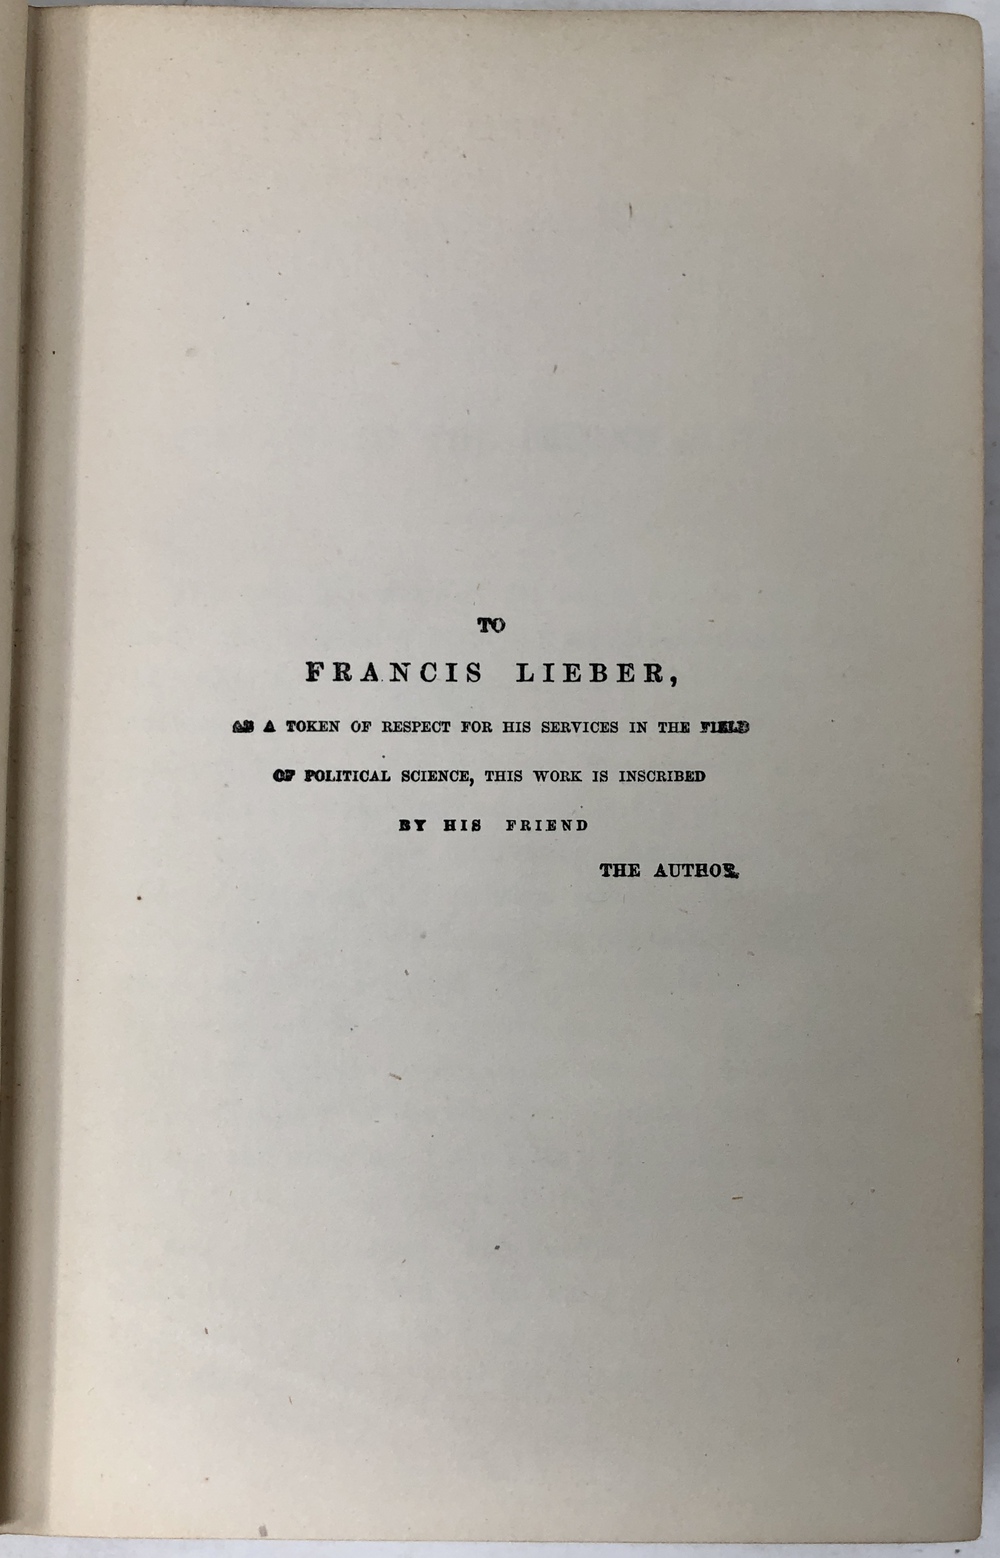 TO
FRANCIS LIEBER,
AS A TOKEN OF RESPECT FOR HIS SERVICES IN THE FIELD
OF POLITICAL SCIENCE, THIS WORK IS INSCRIBED
BY HIS FRIEND
THE AUTHOR.